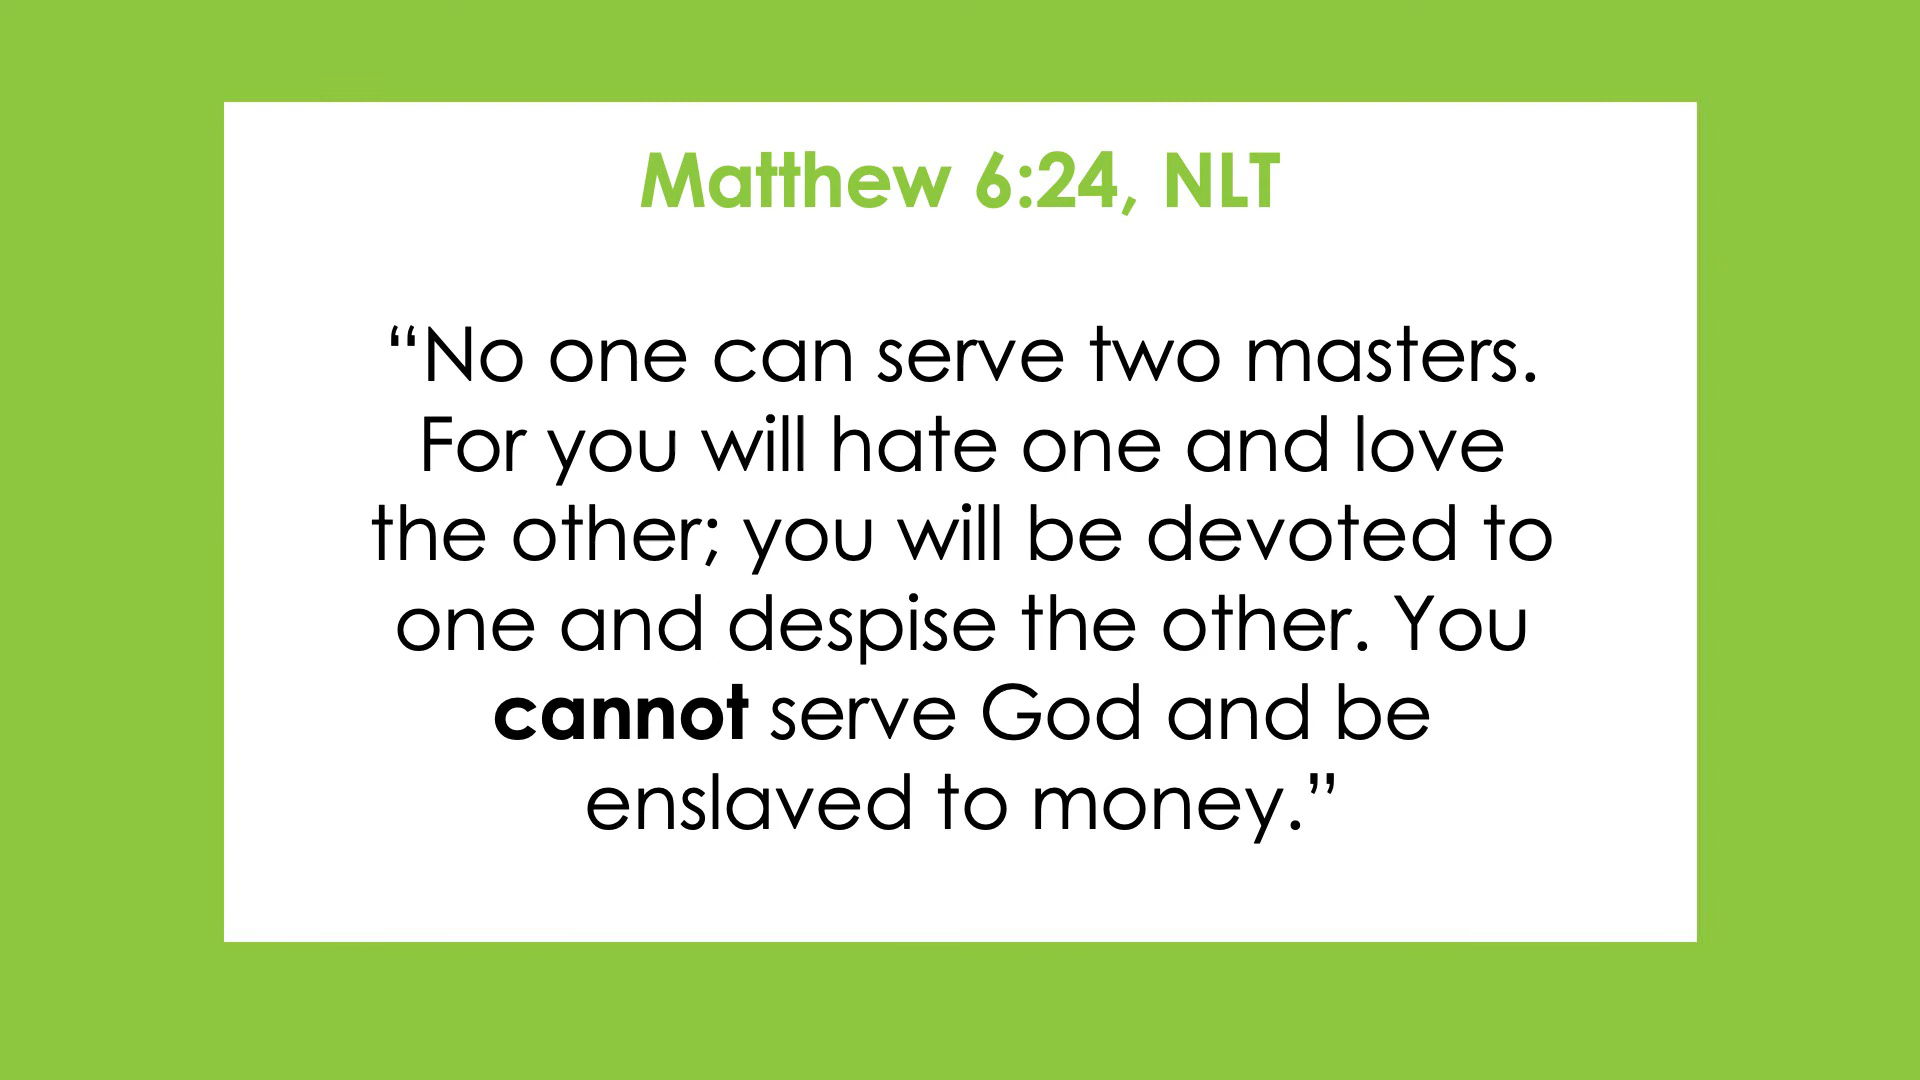 Matthew 6:24, NLT
“No one can serve two masters.
For you will hate one and love
the other; you will be devoted to
one and despise the other. You
cannot serve God and be
enslaved to money.”